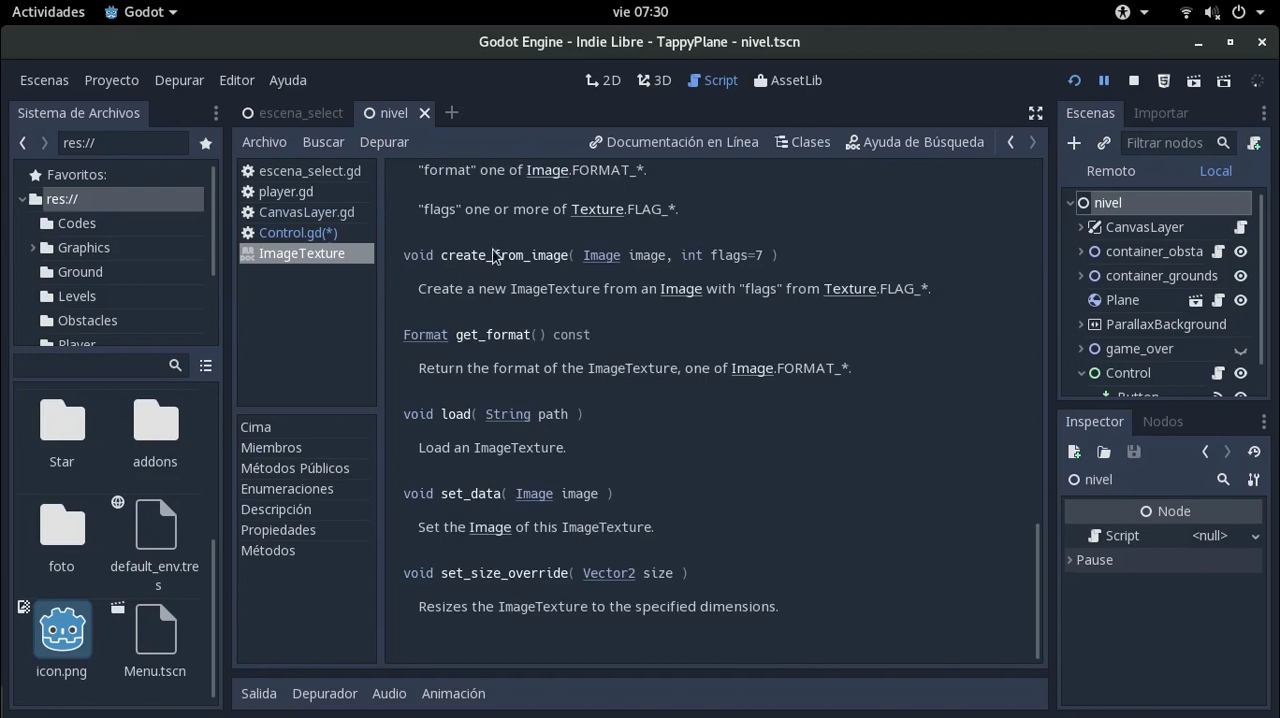 Actividades Godot vie 07:30
Godot Engine - Indie Libre - TappyPlane - nivel.tscn
Escenas Proyecto Depurar Editor Ayuda 2D 3D Script AssetLib
Sistema de Archivos escena_select nivel Escenas Importar
res:// Archivo Buscar Depurar Documentación en Línea Clases Ayuda de Búsqueda Filtrar nodos
Favoritos:
res://
Codes
Graphics
Ground
Levels
Obstacles
Player
Star addons
foto default_env.tres
icon.png Menu.tscn
escena_select.gd
player.gd
CanvasLayer.gd
Control.gd(*)
ImageTexture
Cima
Miembros
Métodos Públicos
Enumeraciones
Descripción
Propiedades
Métodos
"format" one of Image.FORMAT_*.
"flags" one or more of Texture.FLAG_*.
void create_from_image( Image image, int flags=7 )
Create a new ImageTexture from an Image with "flags" from Texture.FLAG_*.
Format get_format() const
Return the format of the ImageTexture, one of Image.FORMAT_*.
void load( String path )
Load an ImageTexture.
void set_data( Image image )
Set the Image of this ImageTexture.
void set_size_override( Vector2 size )
Resizes the ImageTexture to the specified dimensions.
Salida Depurador Audio Animación
Remoto Local
nivel
CanvasLayer
container_obsta
container_grounds
Plane
ParallaxBackground
game_over
Control
Button
Inspector Nodos
nivel
Node
Script <null>
Pause